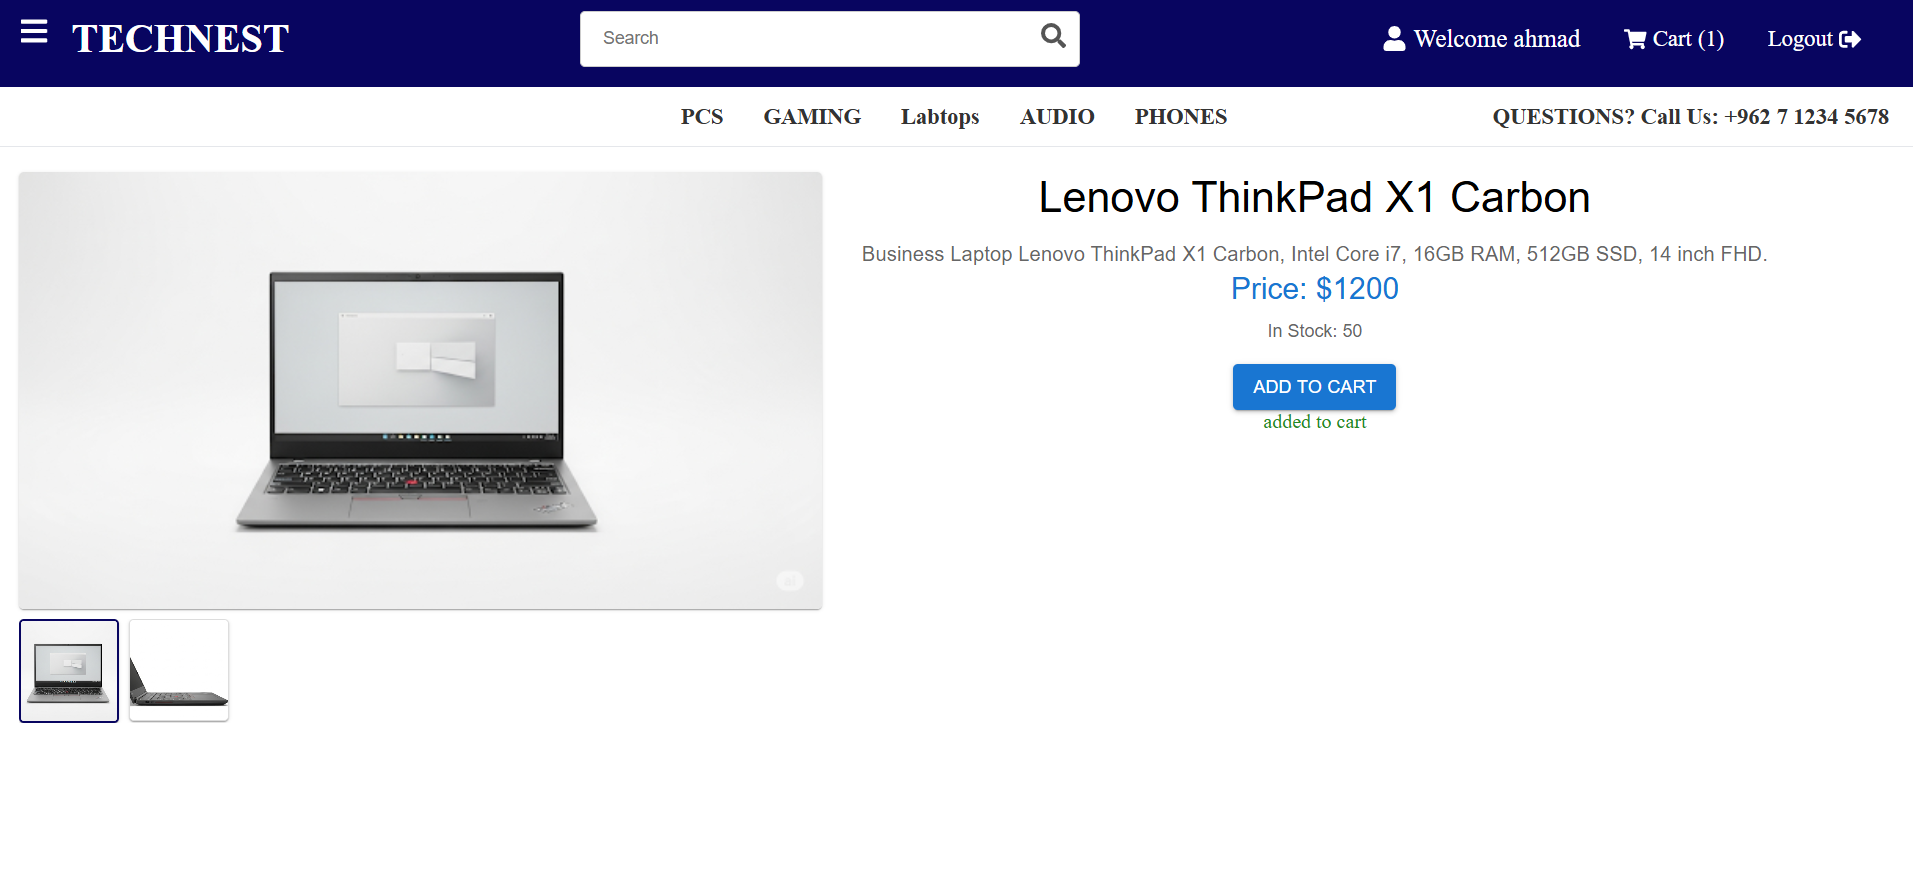 TECHNEST
Search
Welcome ahmad
Cart (1)
Logout
PCS
GAMING
Labtops
AUDIO
PHONES
QUESTIONS? Call Us: +962 7 1234 5678
Lenovo ThinkPad X1 Carbon
Business Laptop Lenovo ThinkPad X1 Carbon, Intel Core i7, 16GB RAM, 512GB SSD, 14 inch FHD.
Price: $1200
In Stock: 50
ADD TO CART
added to cart